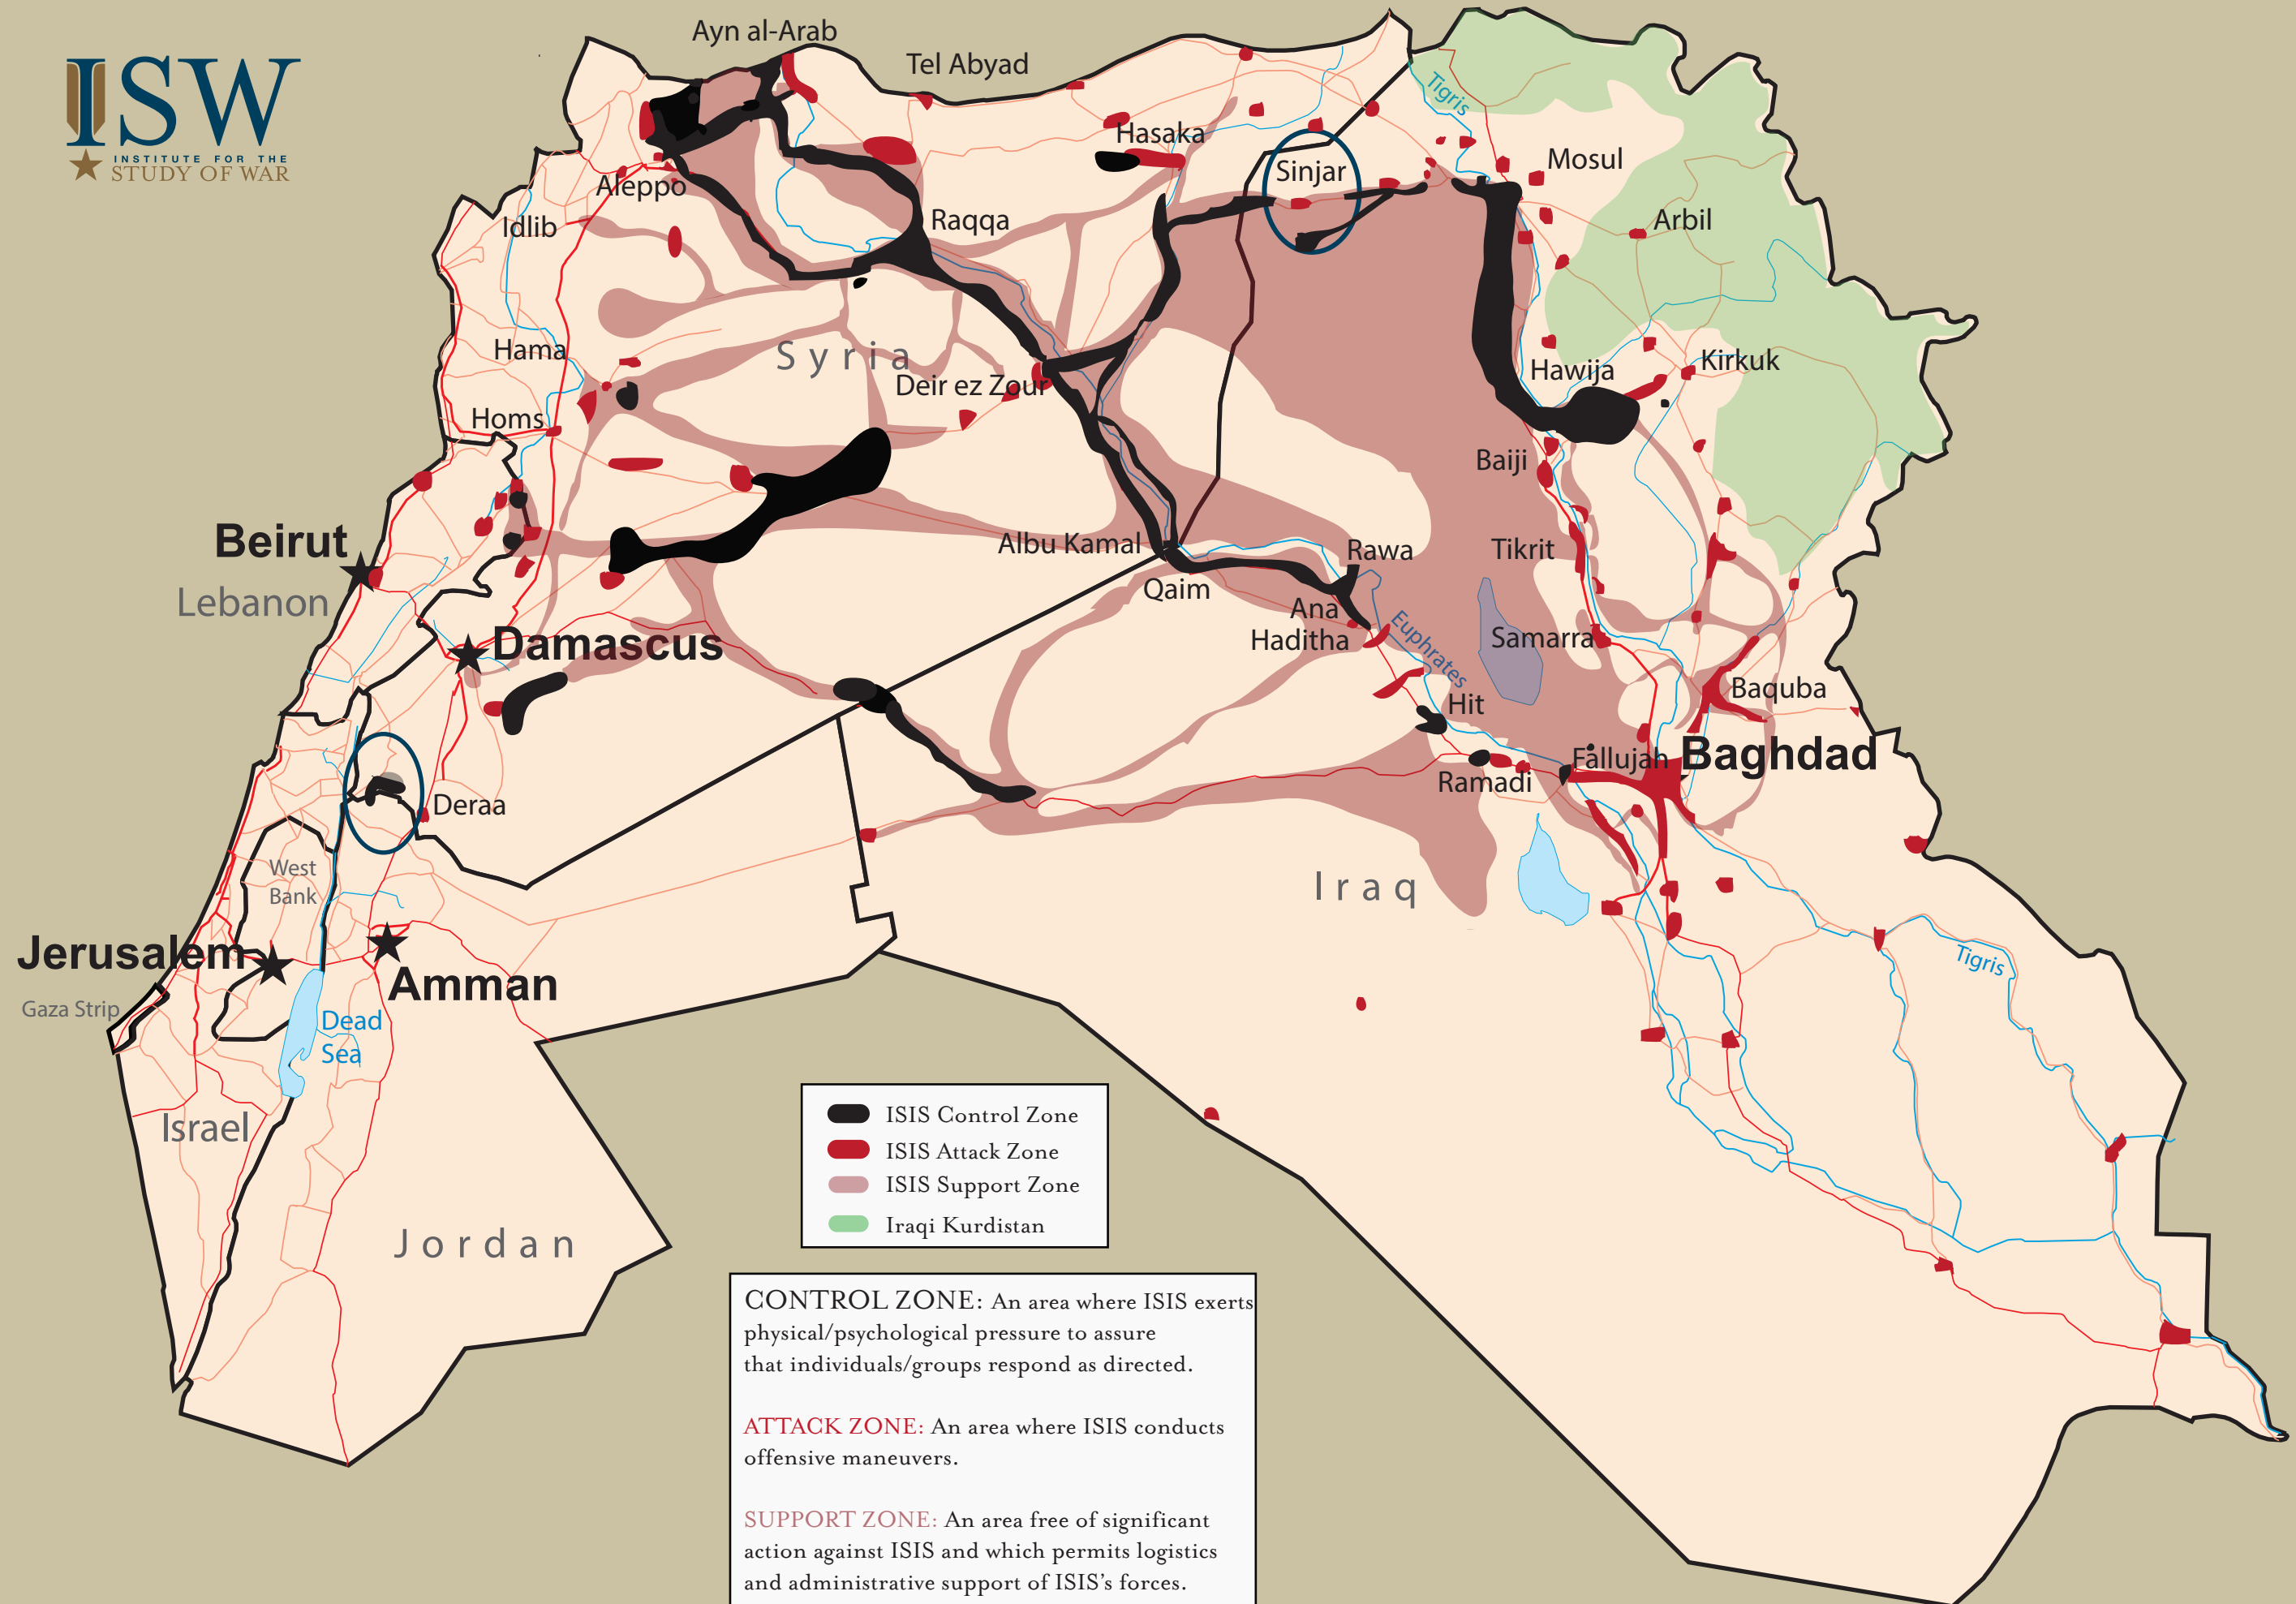 ISW
INSTITUTE FOR THE
STUDY OF WAR
Ayn al-Arab
Tel Abyad
Tigris
Hasaka
Sinjar
Mosul
Aleppo
Idlib
Raqqa
Arbil
Hama
Syria
Deir ez Zour
Hawija
Kirkuk
Homs
Baiji
Beirut
Lebanon
Albu Kamal
Rawa
Tikrit
Qaim
Ana
Haditha
Euphrates
Samarra
Damascus
Baquba
Hit
Fallujah
Baghdad
Ramadi
Deraa
West
Bank
Iraq
Jerusalem
Amman
Tigris
Gaza Strip
Dead
Sea
Israel
Jordan
ISIS Control Zone
ISIS Attack Zone
ISIS Support Zone
Iraqi Kurdistan
CONTROL ZONE: An area where ISIS exerts
physical/psychological pressure to assure
that individuals/groups respond as directed.
ATTACK ZONE: An area where ISIS conducts
offensive maneuvers.
SUPPORT ZONE: An area free of significant
action against ISIS and which permits logistics
and administrative support of ISIS's forces.